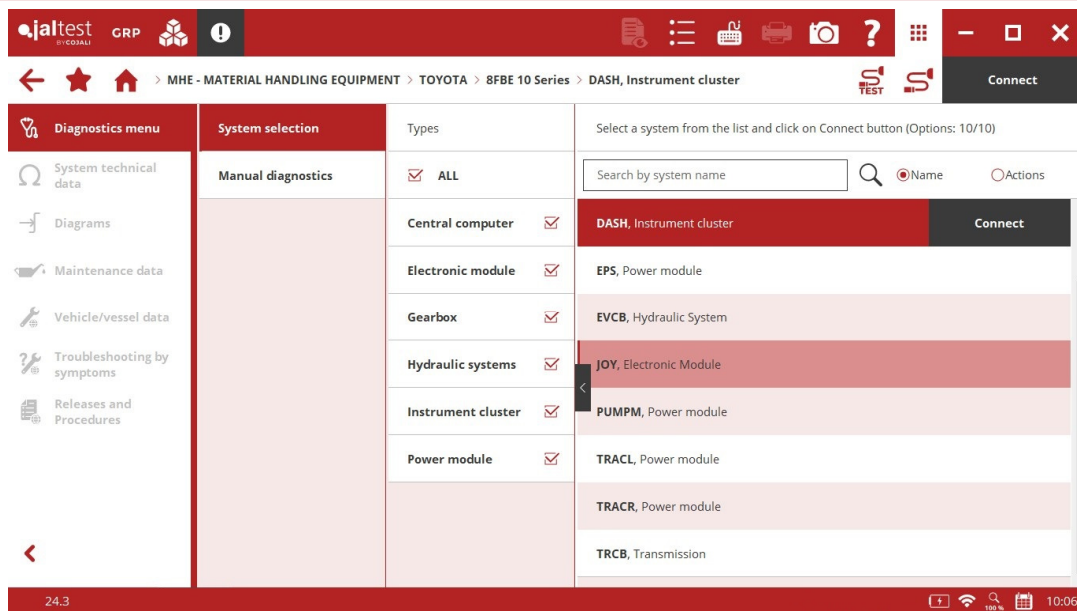 jaltest
BY COJALI
GRP
> MHE - MATERIAL HANDLING EQUIPMENT > TOYOTA > 8FBE 10 Series > DASH, Instrument cluster
TEST
Connect
Diagnostics menu
System technical
data
Diagrams
Maintenance data
Vehicle/vessel data
Troubleshooting by
symptoms
Releases and
Procedures
System selection
Manual diagnostics
Types
ALL
Central computer
Electronic module
Gearbox
Hydraulic systems
Instrument cluster
Power module
Select a system from the list and click on Connect button (Options: 10/10)
Search by system name
Name
Actions
DASH, Instrument cluster
Connect
EPS, Power module
EVCB, Hydraulic System
JOY, Electronic Module
PUMPM, Power module
TRACL, Power module
TRACR, Power module
TRCB, Transmission
24.3
100 %
10:06